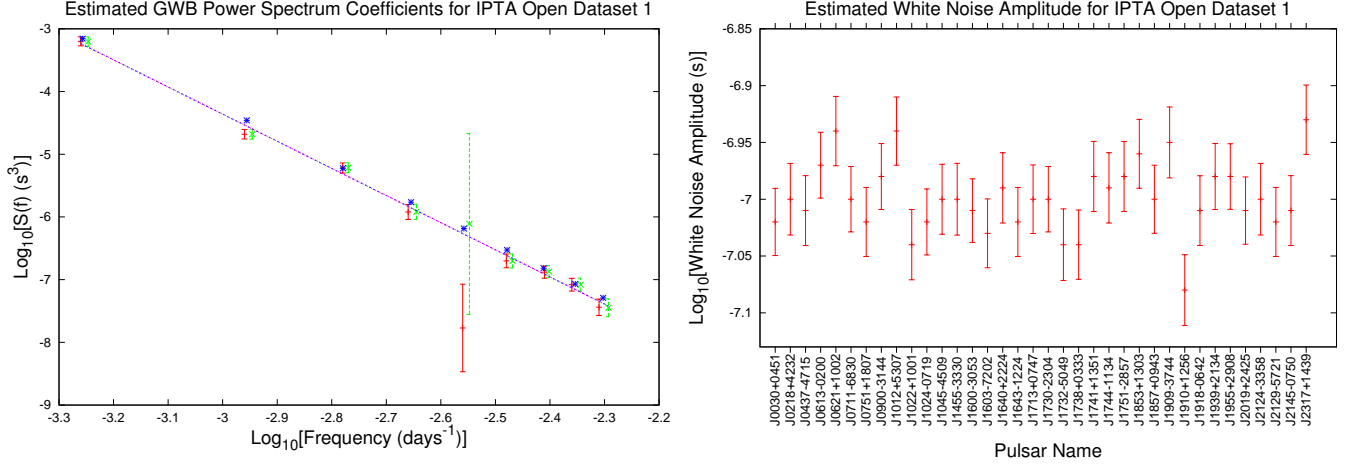 Estimated GWB Power Spectrum Coefficients for IPTA Open Dataset 1
Log10[S(f) (s3)]
-3
-4
-5
-6
-7
-8
-9
-3.3
-3.2
-3.1
-3
-2.9
-2.8
-2.7
-2.6
-2.5
-2.4
-2.3
-2.2
Log10[Frequency (days-1)]
Estimated White Noise Amplitude for IPTA Open Dataset 1
Log10[White Noise Amplitude (s)]
-6.85
-6.9
-6.95
-7
-7.05
-7.1
J0030+0451
J0218+4232
J0437-4715
J0613-0200
J0621+1002
J0711-6830
J0751+1807
J0900-3144
J1012+5307
J1022+1001
J1024-0719
J1045-4509
J1455-3330
J1600-3053
J1603-7202
J1640+2224
J1643-1224
J1713+0747
J1730-2304
J1732-5049
J1738+0333
J1741+1351
J1744-1134
J1751-2857
J1853+1303
J1857+0943
J1909-3744
J1910+1256
J1918-0642
J1939+2134
J1955+2908
J2019+2425
J2124-3358
J2129-5721
J2145-0750
J2317+1439
Pulsar Name